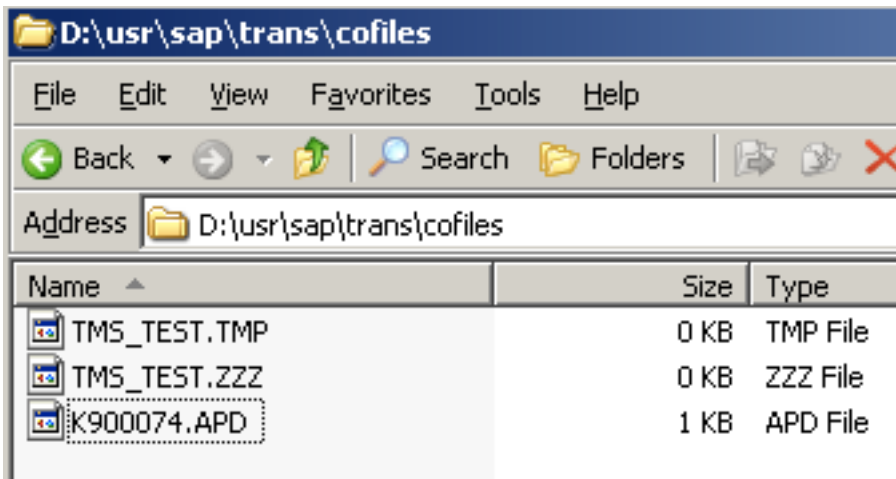 D:\usr\sap\trans\cofiles
File Edit View Favorites Tools Help
Back Search Folders
Address D:\usr\sap\trans\cofiles
Name Size Type
TMS_TEST.TMP 0 KB TMP File
TMS_TEST.ZZZ 0 KB ZZZ File
K900074.APD 1 KB APD File